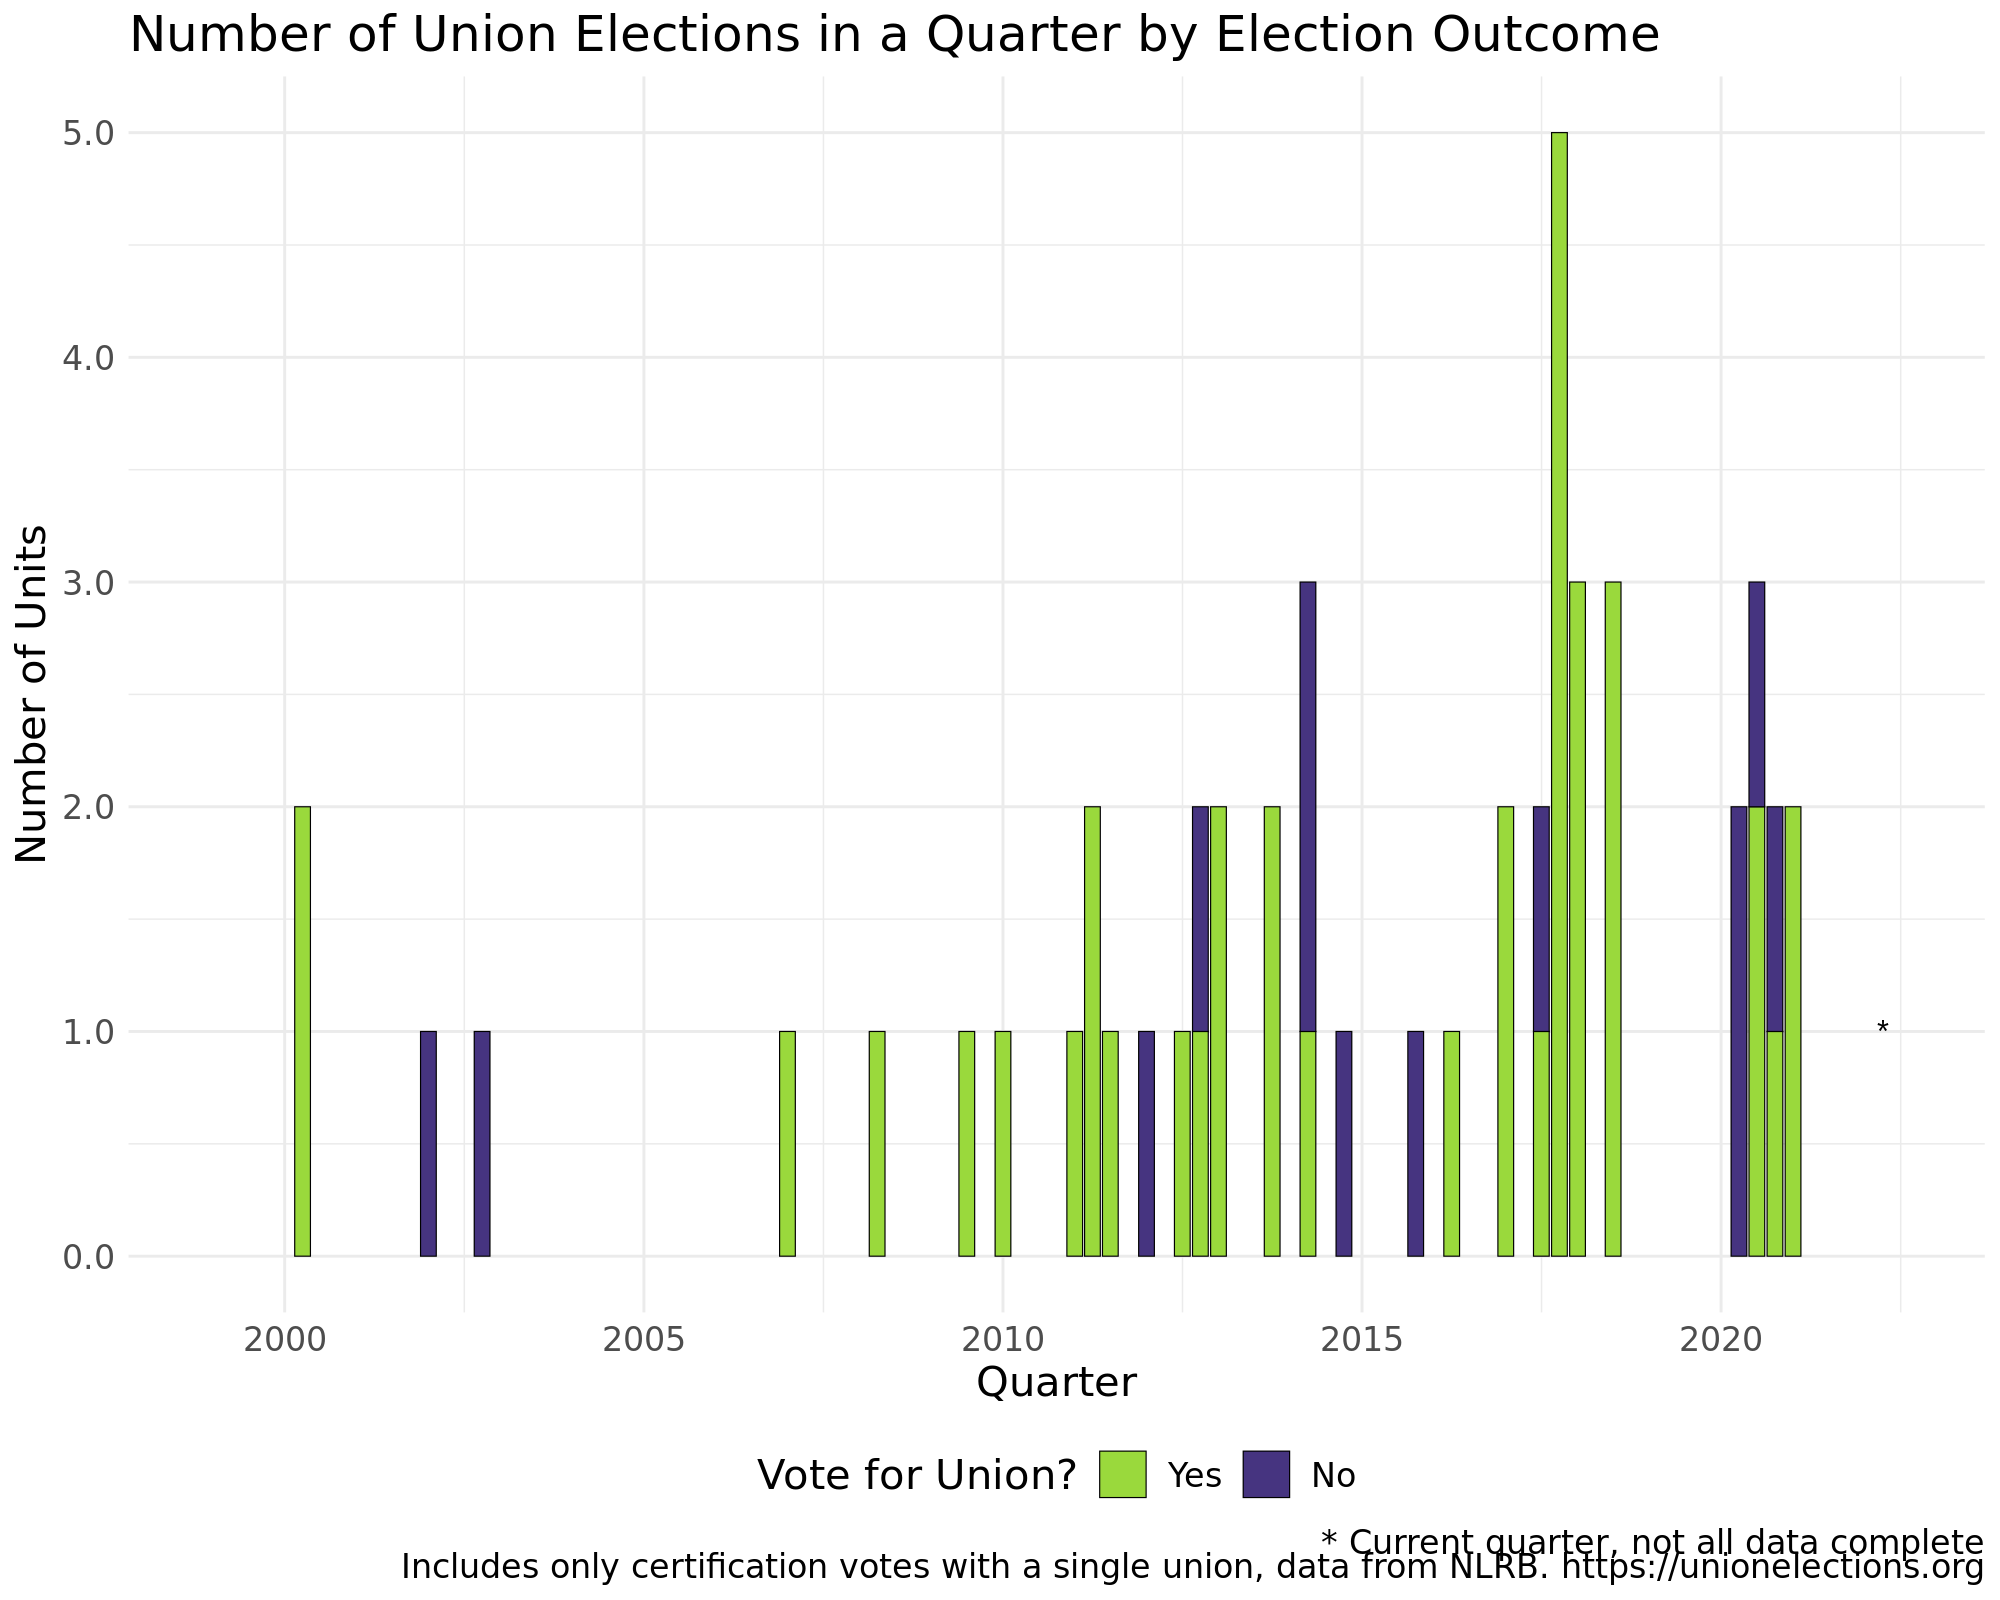 Number of Union Elections in a Quarter by Election Outcome
5.0
4.0
3.0
2.0
1.0
0.0
Number of Units
*
2000 2005 2010 2015 2020
Quarter
Vote for Union? Yes No
* Current quarter, not all data complete
Includes only certification votes with a single union, data from NLRB. https://unionelections.org